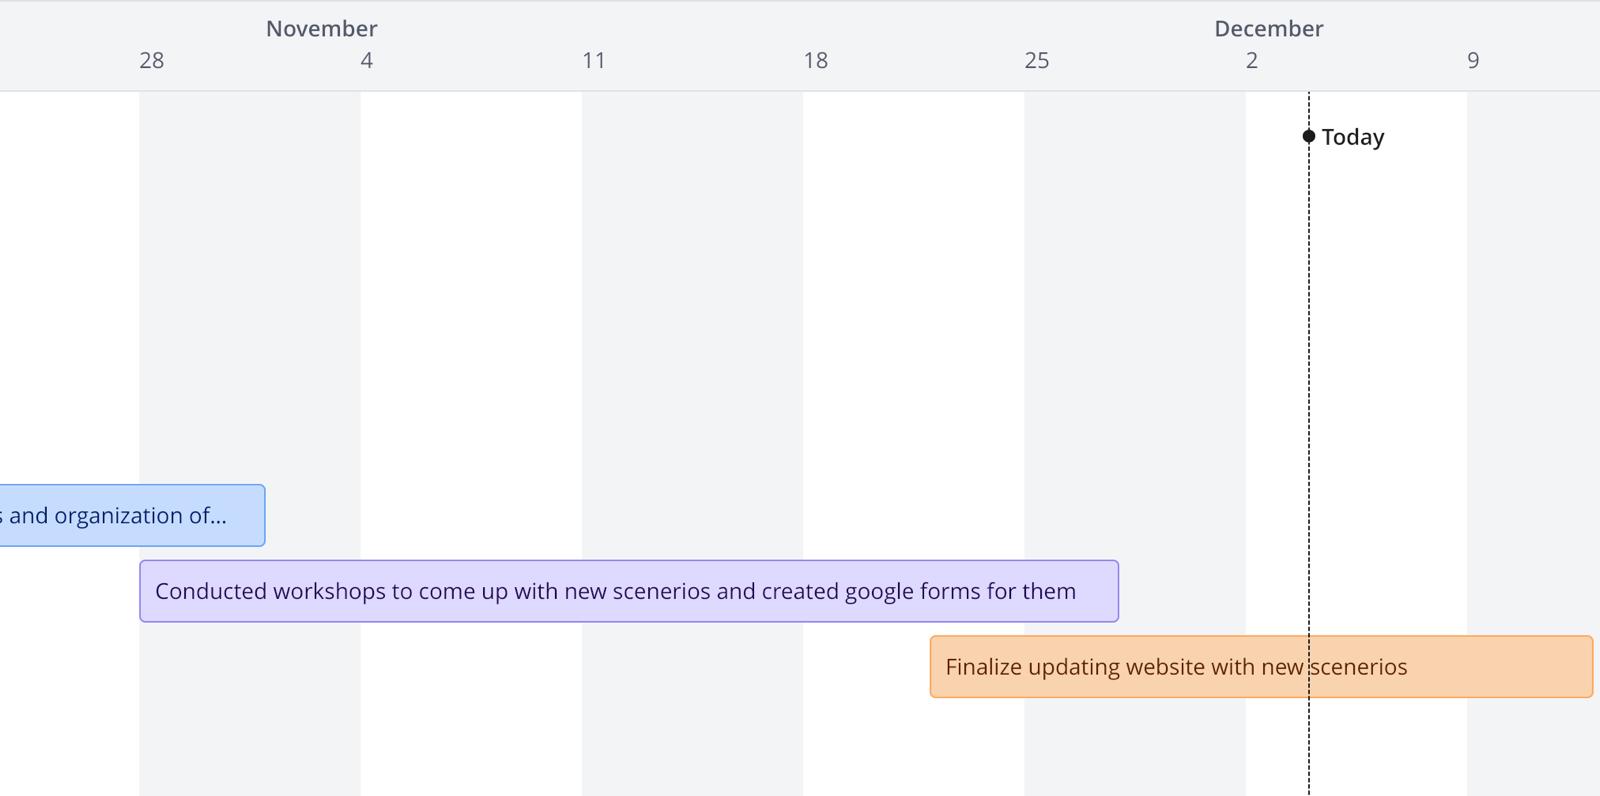 November December
28 4 11 18 25 2 9
Today
and organization of...
Conducted workshops to come up with new scenerios and created google forms for them
Finalize updating website with new scenerios